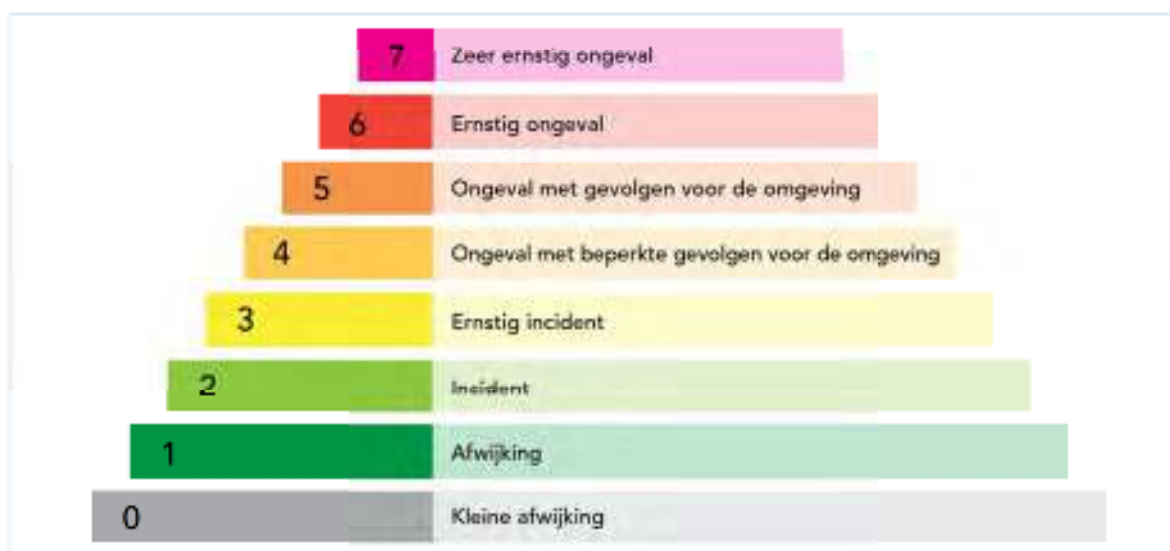 7 Zeer ernstig ongeval
6 Ernstig ongeval
5 Ongeval met gevolgen voor de omgeving
4 Ongeval met beperkte gevolgen voor de omgeving
3 Ernstig incident
2 Incident
1 Afwijking
0 Kleine afwijking